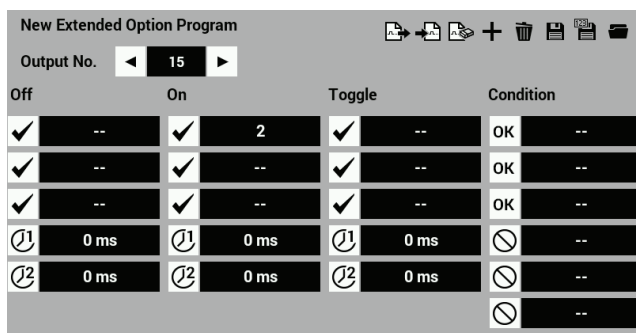 New Extended Option Program
Output No. 15
Off On Toggle Condition
-- 2 -- OK --
-- -- -- OK --
-- -- -- OK --
1 0 ms 1 0 ms 1 0 ms --
2 0 ms 2 0 ms 2 0 ms --
--